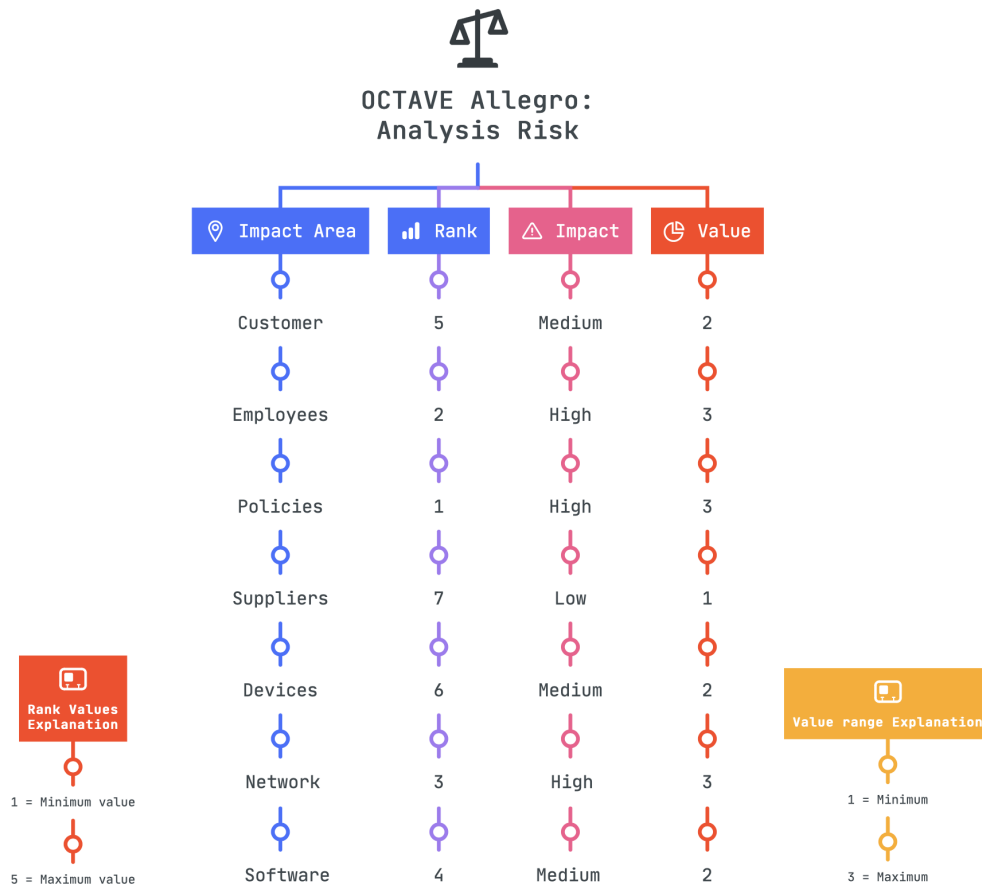 OCTAVE Allegro:
Analysis Risk
Impact Area Rank Impact Value
Customer 5 Medium 2
Employees 2 High 3
Policies 1 High 3
Suppliers 7 Low 1
Devices 6 Medium 2
Network 3 High 3
Software 4 Medium 2
Rank Values
Explanation
1 = Minimum value
5 = Maximum value
Value range Explanation
1 = Minimum
3 = Maximum